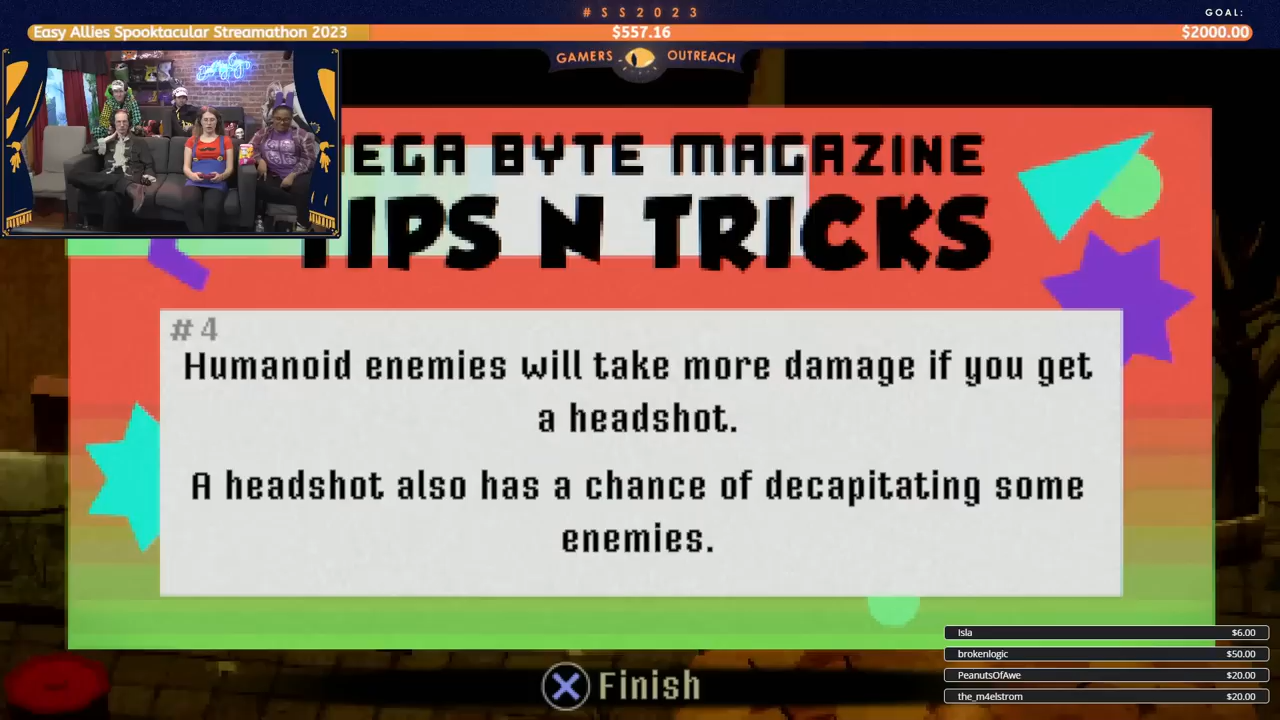 #SS2023
GOAL:
Easy Allies Spooktacular Streamathon 2023 $557.16 $2000.00
GAMERS OUTREACH
EGA BYTE MAGAZINE
TIPS N TRICKS
#4
Humanoid enemies will take more damage if you get
a headshot.
A headshot also has a chance of decapitating some
enemies.
Isla $6.00
brokenlogic $50.00
PeanutsOfAwe $20.00
the_m4elstrom $20.00
Finish